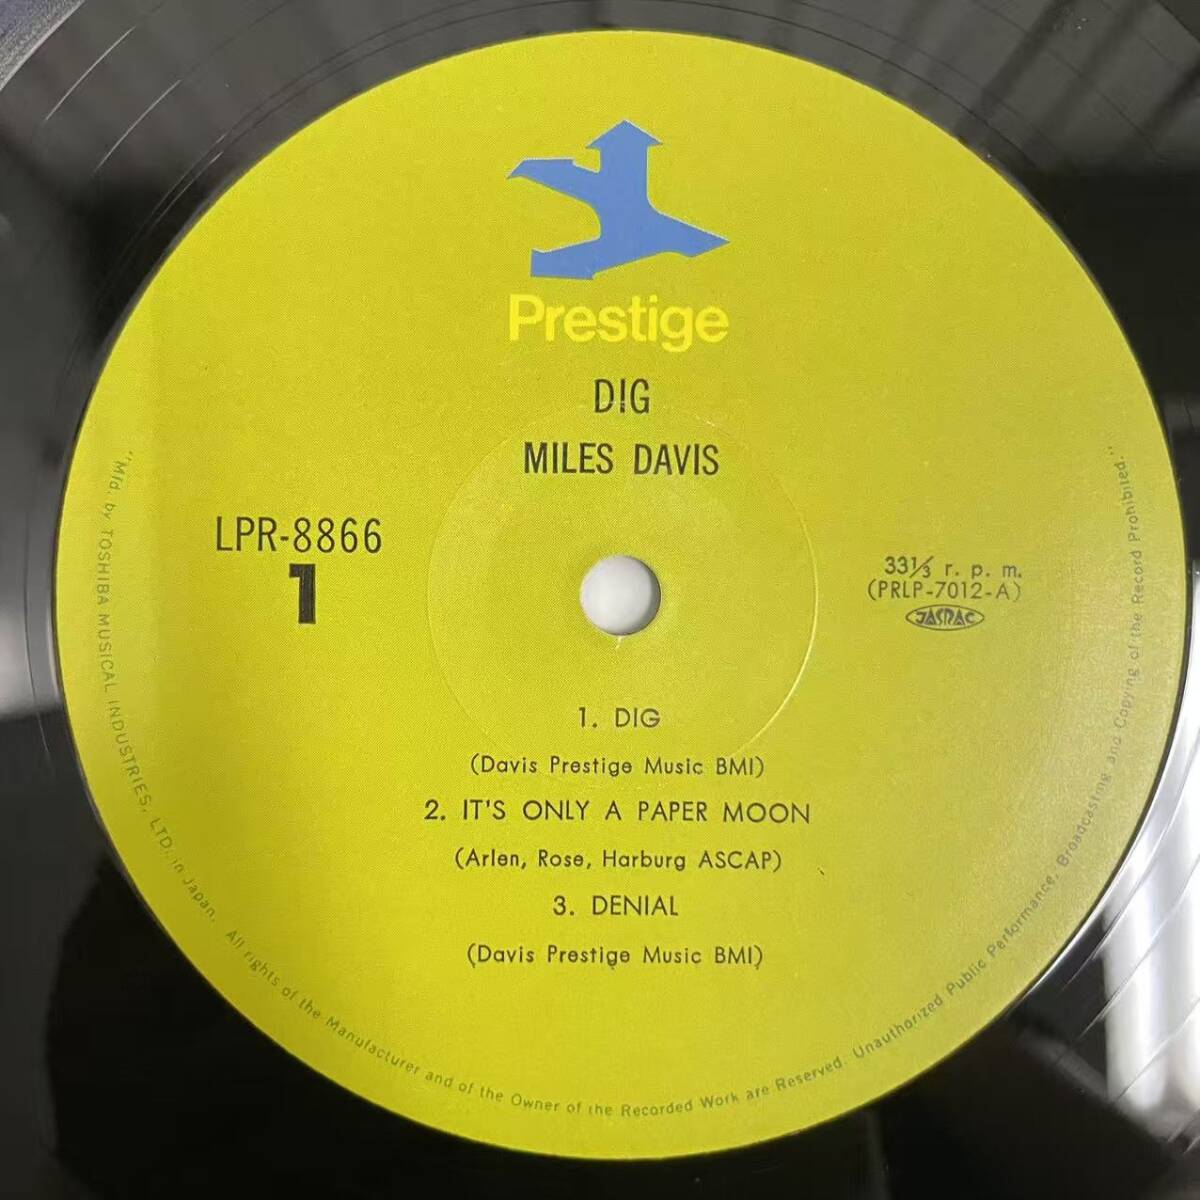 Prestige
DIG
MILES DAVIS
LPR-8866
1
33⅓ r. p. m.
(PRLP-7012-A)
JASRAC
1. DIG
(Davis Prestige Music BMI)
2. IT'S ONLY A PAPER MOON
(Arlen, Rose, Harburg ASCAP)
3. DENIAL
(Davis Prestige Music BMI)
"Mfd. by TOSHIBA MUSICAL INDUSTRIES, LTD. in Japan. All rights of the Manufacturer and of the Owner of the Recorded Work are Reserved. Unauthorized Public Performance, Broadcasting and Copying of the Record Prohibited."